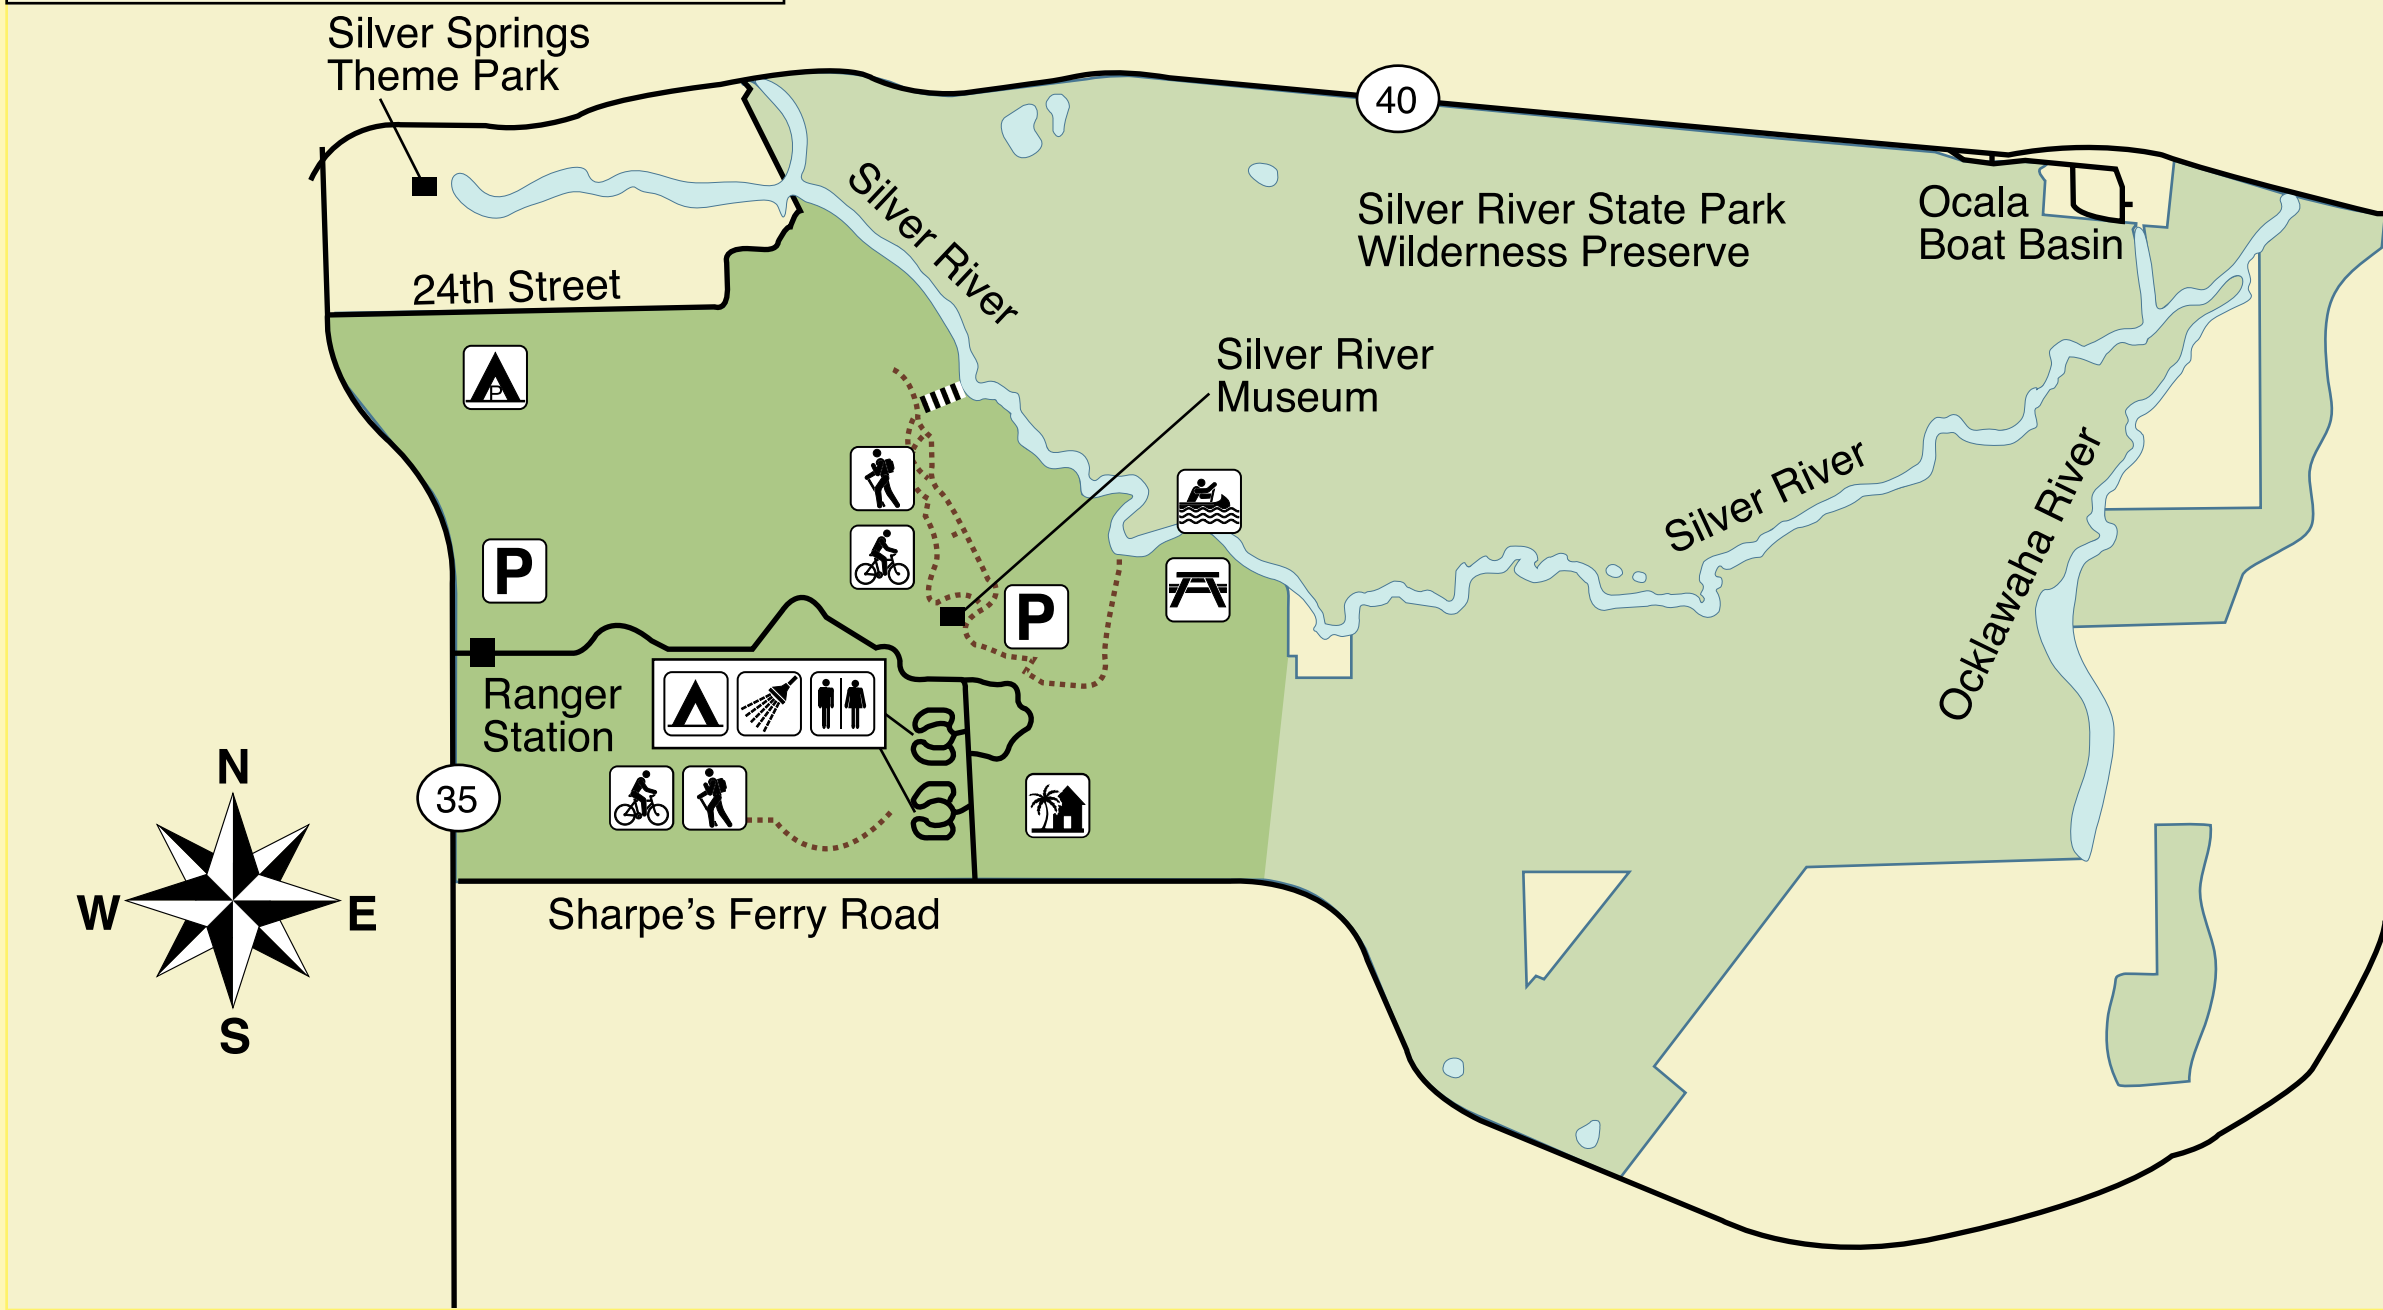 Silver Springs
Theme Park
40
Silver River
Silver River State Park
Wilderness Preserve
Ocala
Boat Basin
24th Street
Silver River
Museum
P
Silver River
Ocklawaha River
P
P
Ranger
Station
35
N
W
E
S
Sharpe's Ferry Road